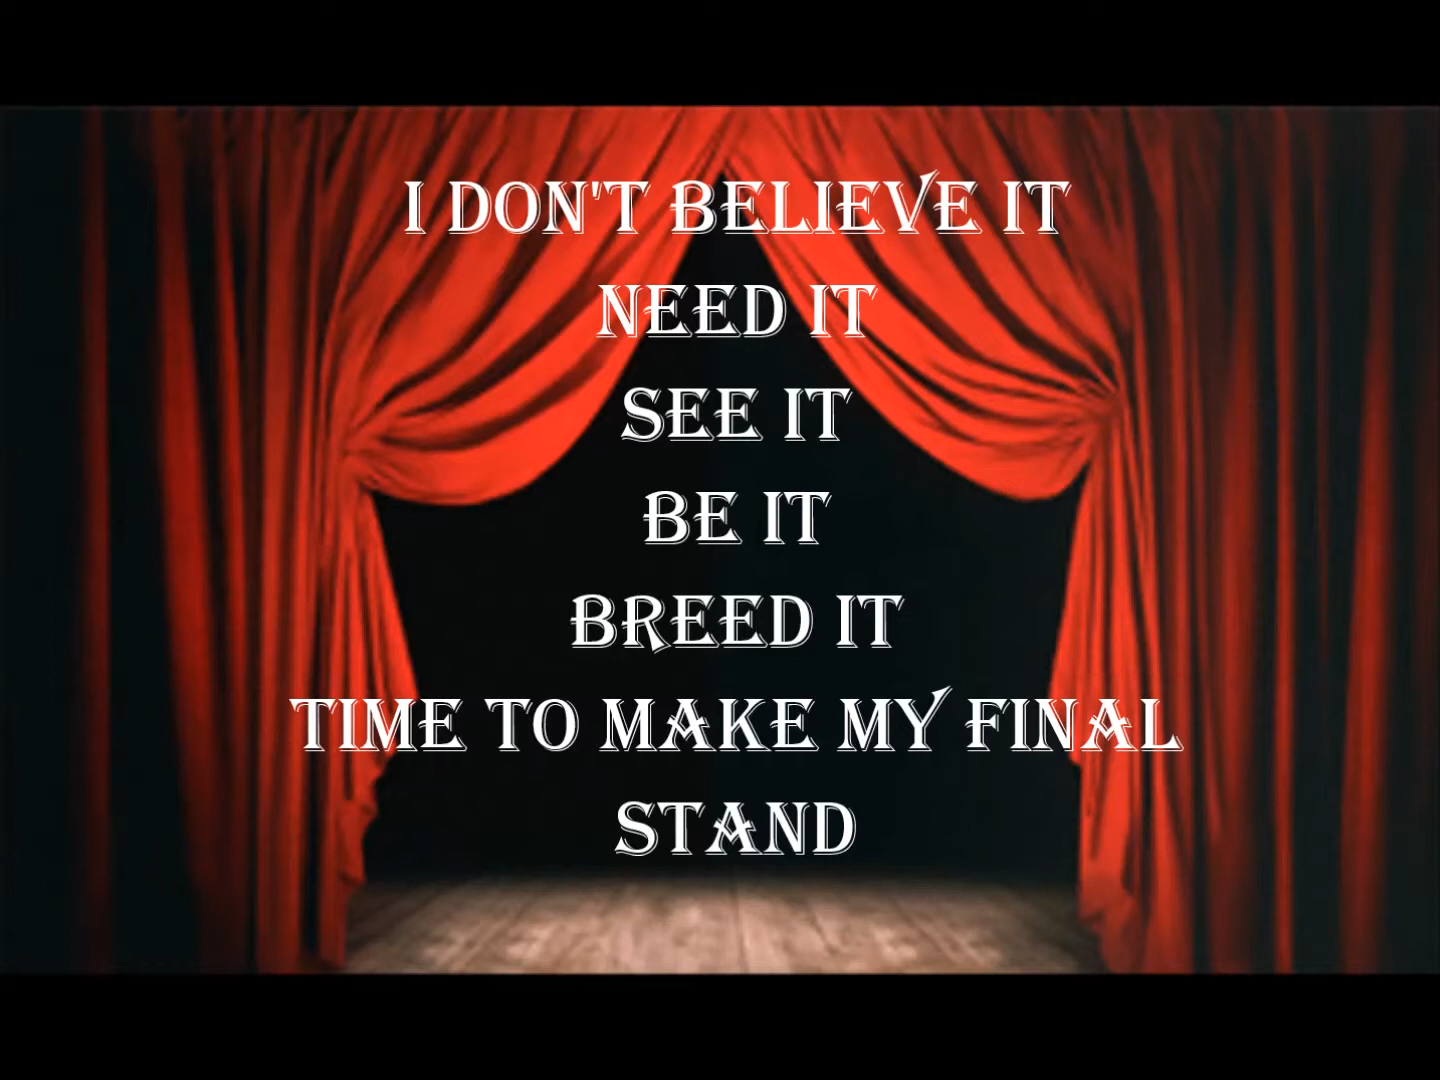 I DON'T BELIEVE IT
NEED IT
SEE IT
BE IT
BREED IT
TIME TO MAKE MY FINAL
STAND